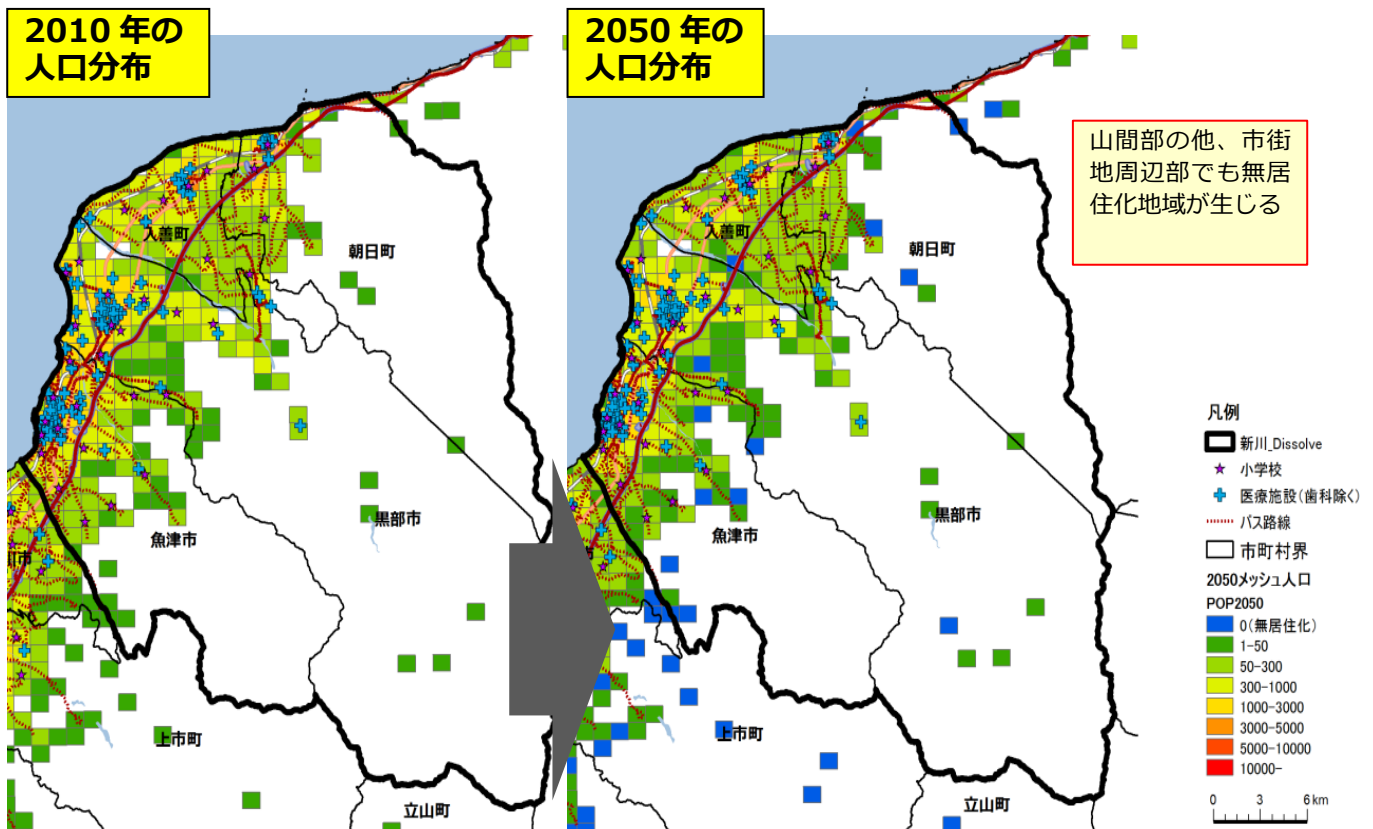 2010 年の
人口分布
2050 年の
人口分布
山間部の他、市街
地周辺部でも無居
住化地域が生じる
入善町
朝日町
黒部市
魚津市
川市
上市町
入善町
朝日町
黒部市
魚津市
上市町
立山町
立山町
凡例
新川_Dissolve
小学校
医療施設(歯科除く)
バス路線
市町村界
2050メッシュ人口
POP2050
0(無居住化)
1-50
50-300
300-1000
1000-3000
3000-5000
5000-10000
10000-
0 3 6 km